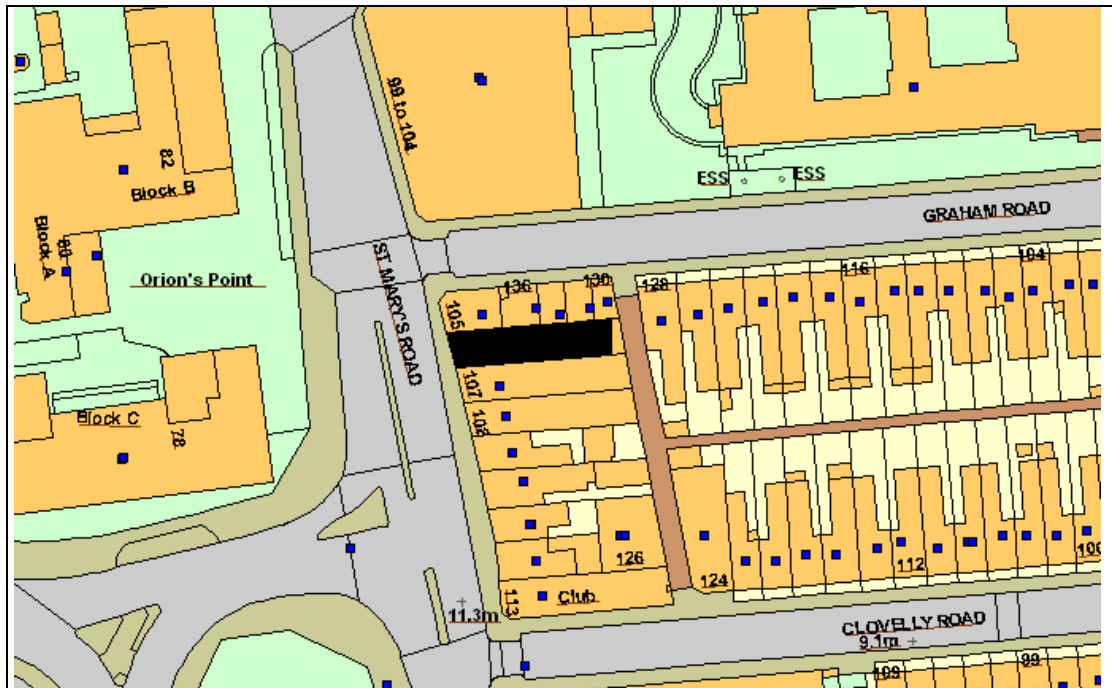 99 to 104
82
Block B
ESS
ESS
GRAHAM ROAD
Block A
80
Orion's Point
ST MARY'S ROAD
136
130
128
116
104
105
107
108
Block C
78
126
124
112
100
113
Club
11.3m
CLOVELLY ROAD
9.1m
109
99